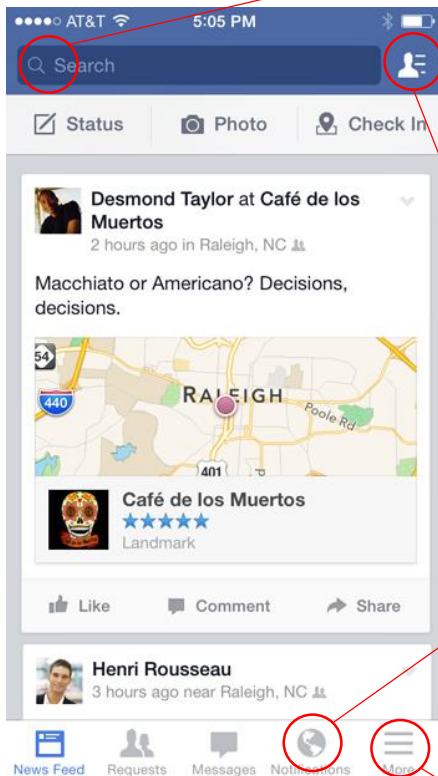 AT&T 5:05 PM
Search
Status Photo Check In
Desmond Taylor at Café de los
Muertos
2 hours ago in Raleigh, NC
Macchiato or Americano? Decisions,
decisions.
54
440
RALEIGH
Poole Rd
401
Café de los Muertos
Landmark
Like Comment Share
Henri Rousseau
3 hours ago near Raleigh, NC
News Feed Requests Messages Notifications More